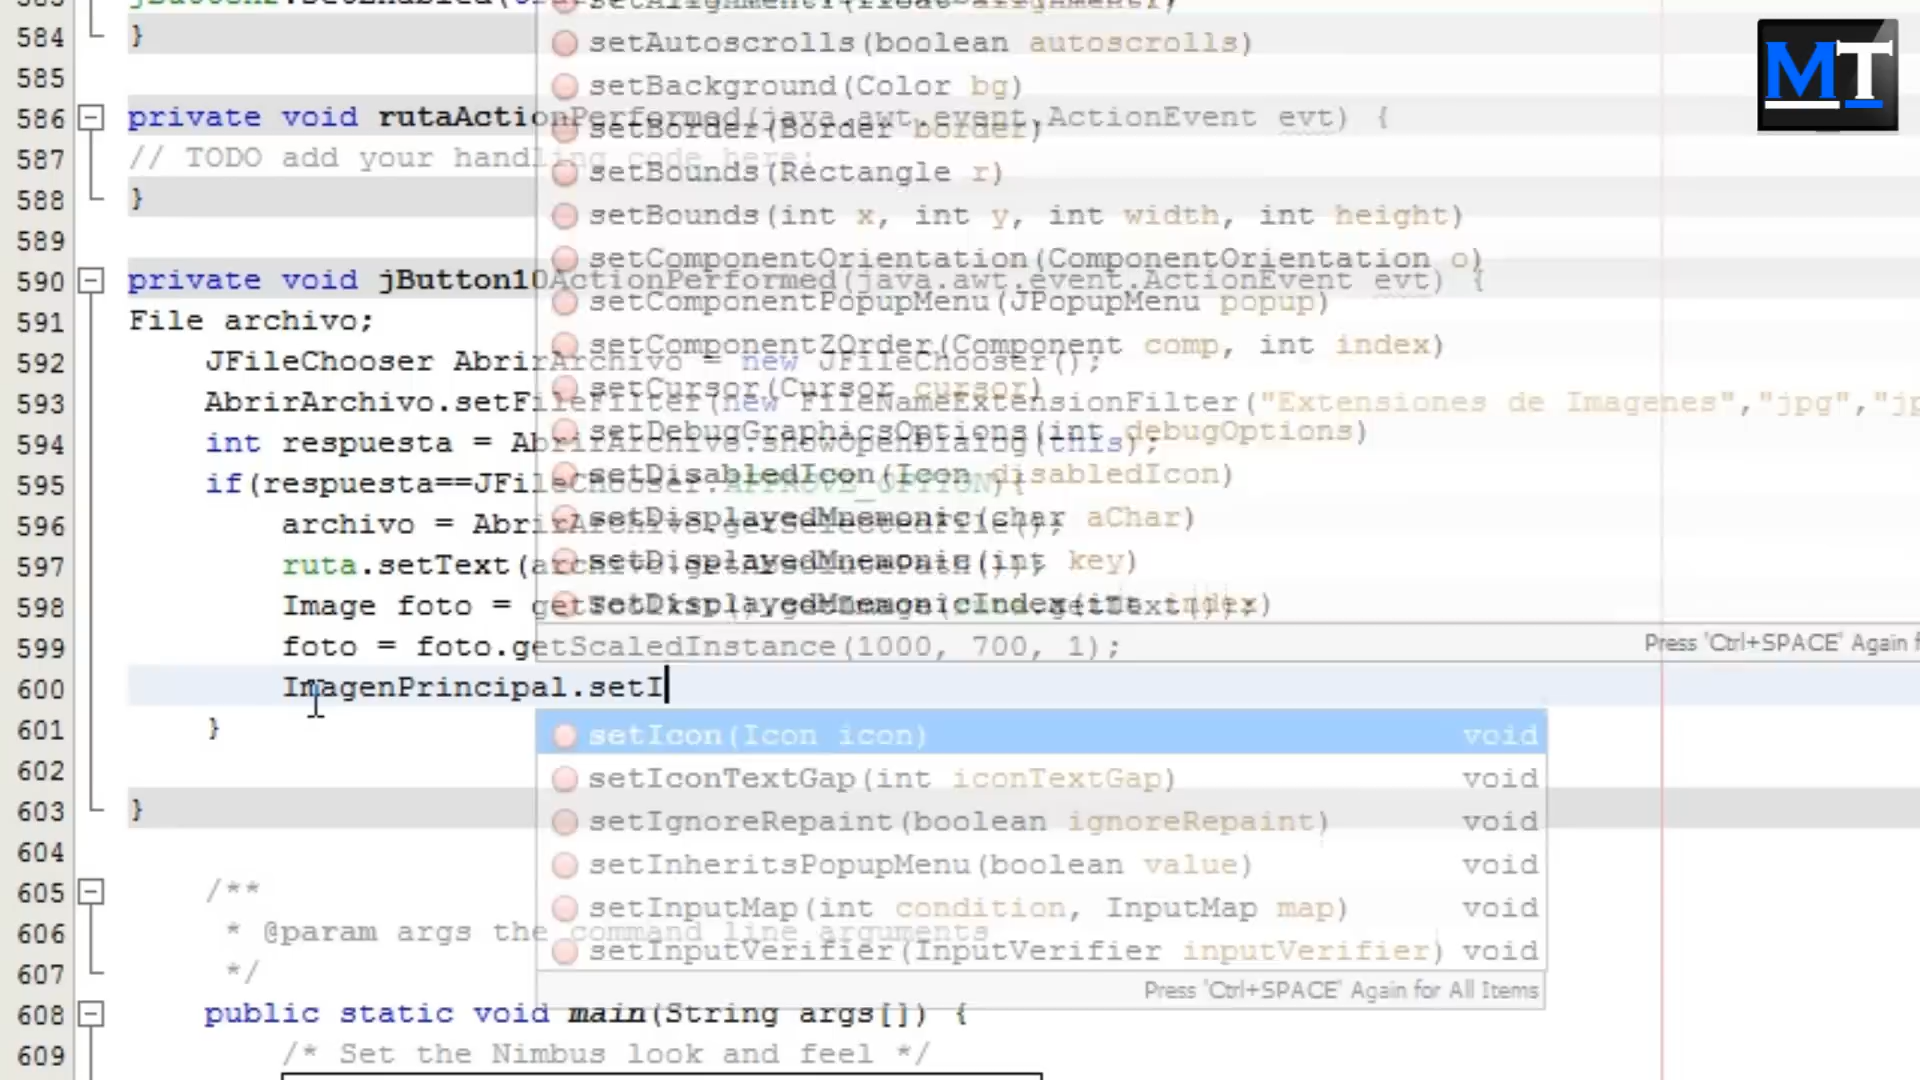 584 }
585
586 private void rutaActionPerformed(java.awt.event.ActionEvent evt) {
587 // TODO add your handling code here:
588 }
589
590 private void jButton10ActionPerformed(java.awt.event.ActionEvent evt) {
591 File archivo;
592 JFileChooser AbrirArchivo = new JFileChooser();
593 AbrirArchivo.setFileFilter(new FileNameExtensionFilter("Extensiones de Imagenes","jpg","jp
594 int respuesta = AbrirArchivo.showOpenDialog(this);
595 if(respuesta==JFileChooser.APPROVE_OPTION){
596 archivo = AbrirArchivo.getSelectedFile();
597 ruta.setText(archivo.getAbsolutePath());
598 Image foto = getToolkit().getImage(ruta.getText());
599 foto = foto.getScaledInstance(1000, 700, 1);
600 ImagenPrincipal.setI
601 }
602
603 }
604
605 /**
606 * @param args the command line arguments
607 */
608 public static void main(String args[]) {
609 /* Set the Nimbus look and feel */
setAutoscrolls(boolean autoscrolls)
setBackground(Color bg)
setBorder(Border border)
setBounds(Rectangle r)
setBounds(int x, int y, int width, int height)
setComponentOrientation(ComponentOrientation o)
setComponentPopupMenu(JPopupMenu popup)
setComponentZOrder(Component comp, int index)
setCursor(Cursor cursor)
setDebugGraphicsOptions(int debugOptions)
setDisabledIcon(Icon disabledIcon)
setDisplayedMnemonic(char aChar)
setDisplayedMnemonic(int key)
setDisplayedMnemonicIndex(int index)
Press 'Ctrl+SPACE' Again f
setIcon(Icon icon) void
setIconTextGap(int iconTextGap) void
setIgnoreRepaint(boolean ignoreRepaint) void
setInheritsPopupMenu(boolean value) void
setInputMap(int condition, InputMap map) void
setInputVerifier(InputVerifier inputVerifier) void
Press 'Ctrl+SPACE' Again for All Items
MT